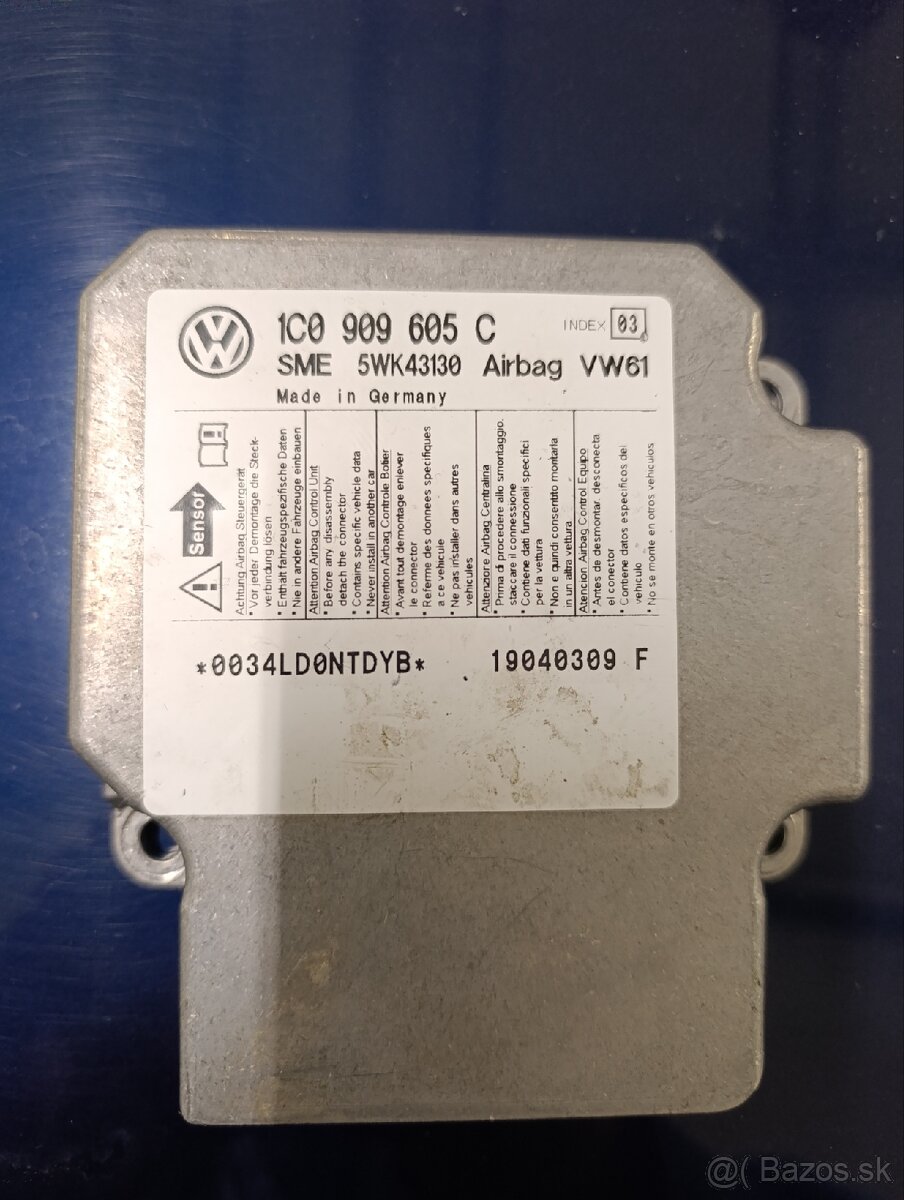 1C0 909 605 C
INDEX 03
SME 5WK43130 Airbag VW61
Made in Germany
Sensor
Achtung Airbag Steuergerät
* Vor jeder Demontage die Steck-
verbindung lösen
* Enthält fahrzeugspezifische Daten
* Nie in andere Fahrzeuge einbauen
Attention Airbag Control Unit
* Before any disassembly
detach the connector
* Contains specific vehicle data
* Never install in another car
Attention Airbag Controle Boitier
* Avant tout demontage enlever
le connector
* Referme des donnees specifiques
a ce vehicule
* Ne pas installer dans autres
vehicules
Attenzione Airbag Centralina
* Prima di procedere allo smontaggio,
staccare il connessione
* Contiene dati funzionali specifici
per la vettura
* Non e quindi consentito montarla
in un altra vettura
Atencion Airbag Control Equipo
* Antes de desmontar desconecta
el conector
* Contiene datos especificos del
vehiculo
* No se monte en otros vehiculos
*0034LD0NTDYB* 19040309 F
@( Bazos.sk